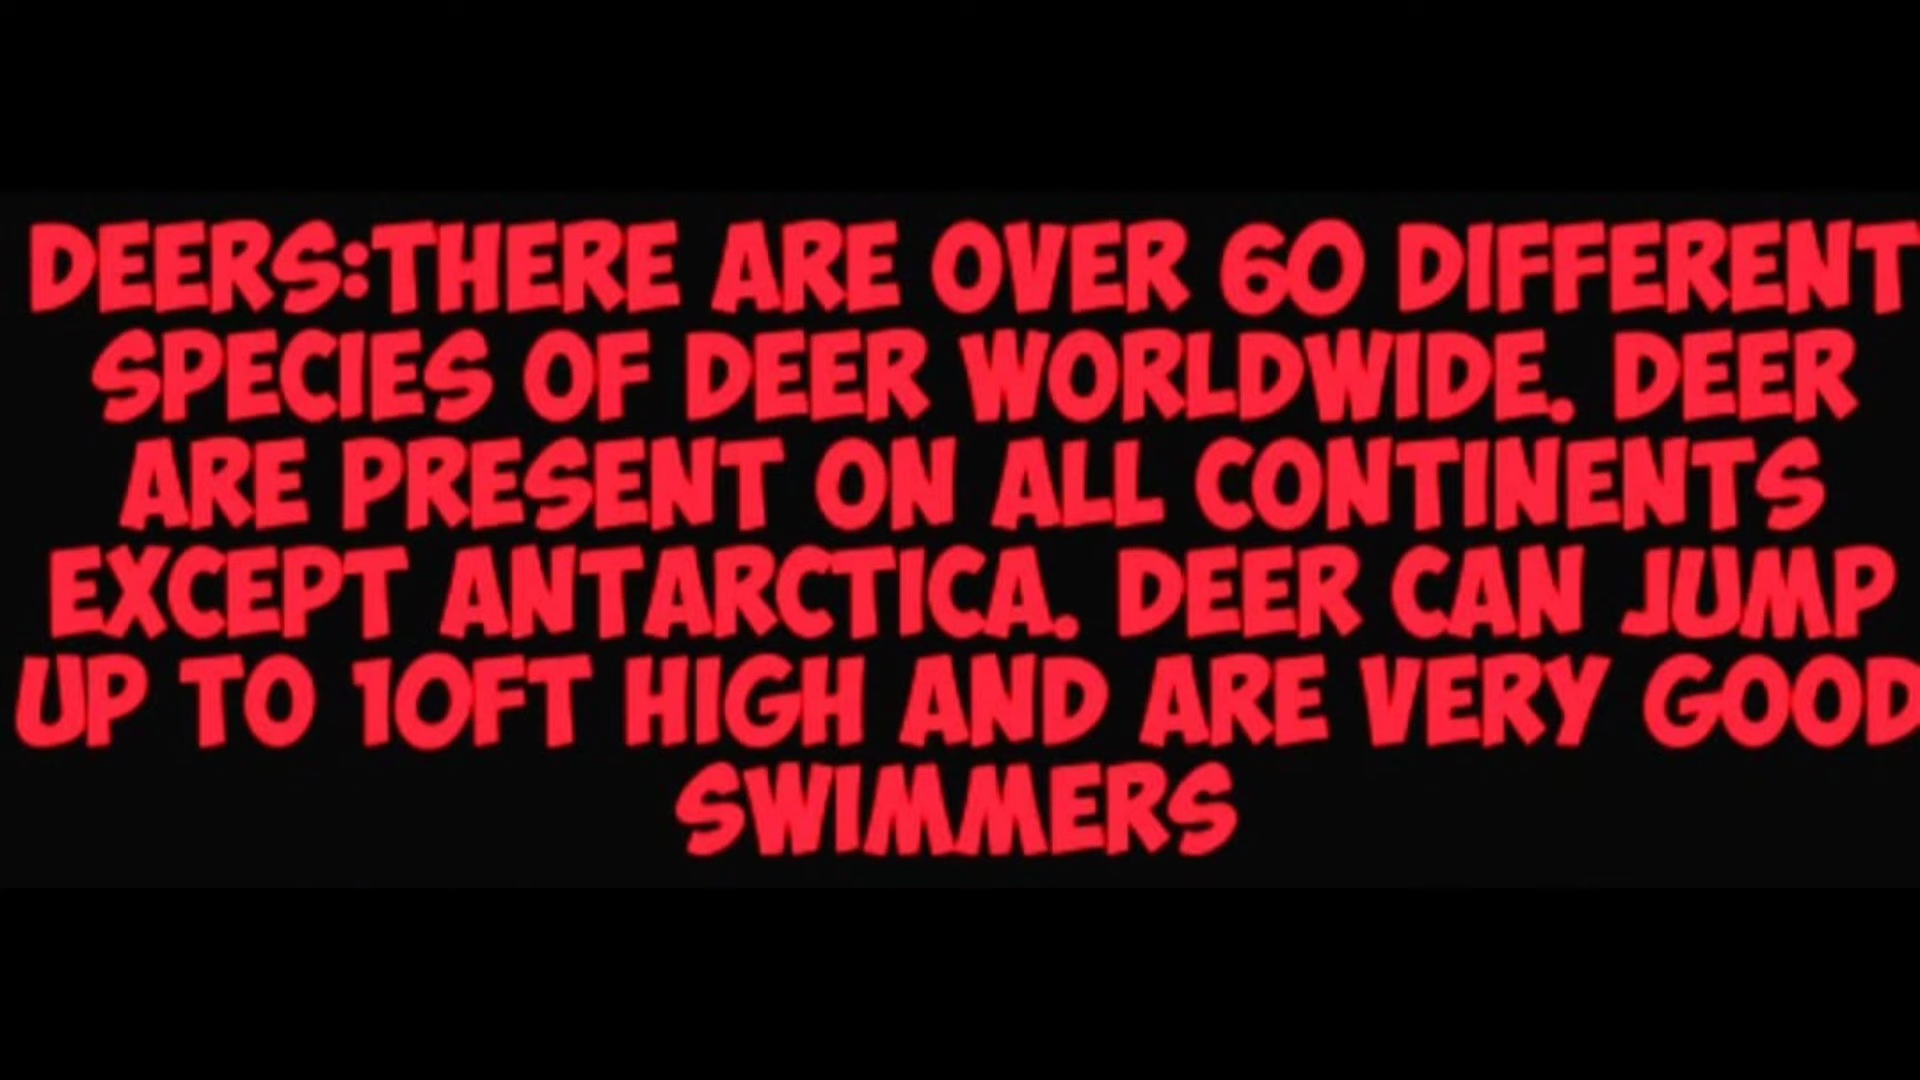 DEERS:THERE ARE OVER 60 DIFFERENT
SPECIES OF DEER WORLDWIDE. DEER
ARE PRESENT ON ALL CONTINENTS
EXCEPT ANTARCTICA. DEER CAN JUMP
UP TO 10FT HIGH AND ARE VERY GOOD
SWIMMERS